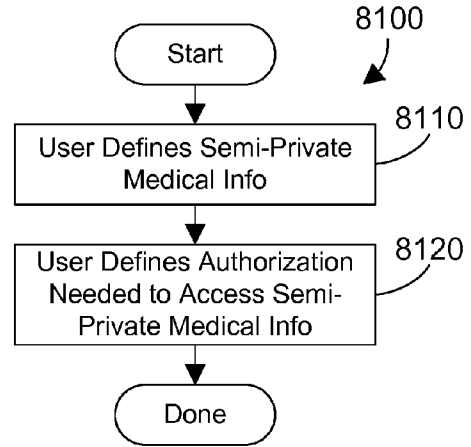 8100
Start
8110
User Defines Semi-Private
Medical Info
8120
User Defines Authorization
Needed to Access Semi-
Private Medical Info
Done